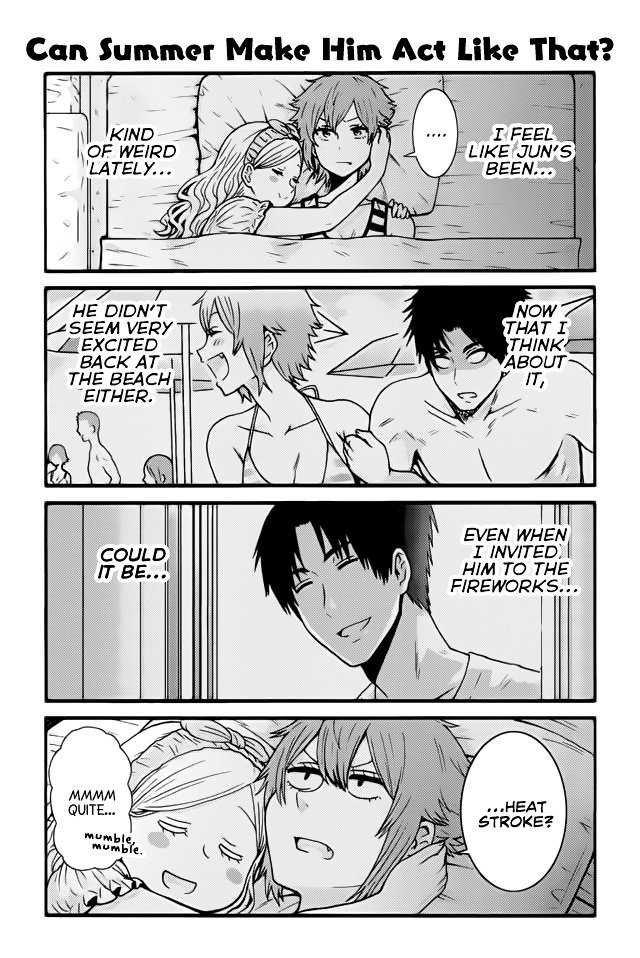 Can Summer Make Him Act Like That?
....
I FEEL
LIKE JUN'S
BEEN...
KIND
OF WEIRD
LATELY...
NOW
THAT I
THINK
ABOUT
IT,
HE DIDN'T
SEEM VERY
EXCITED
BACK AT
THE BEACH
EITHER.
EVEN WHEN
I INVITED
HIM TO THE
FIREWORKS...
COULD
IT BE...
...HEAT
STROKE?
MMMM
QUITE...
mumble,
mumble.